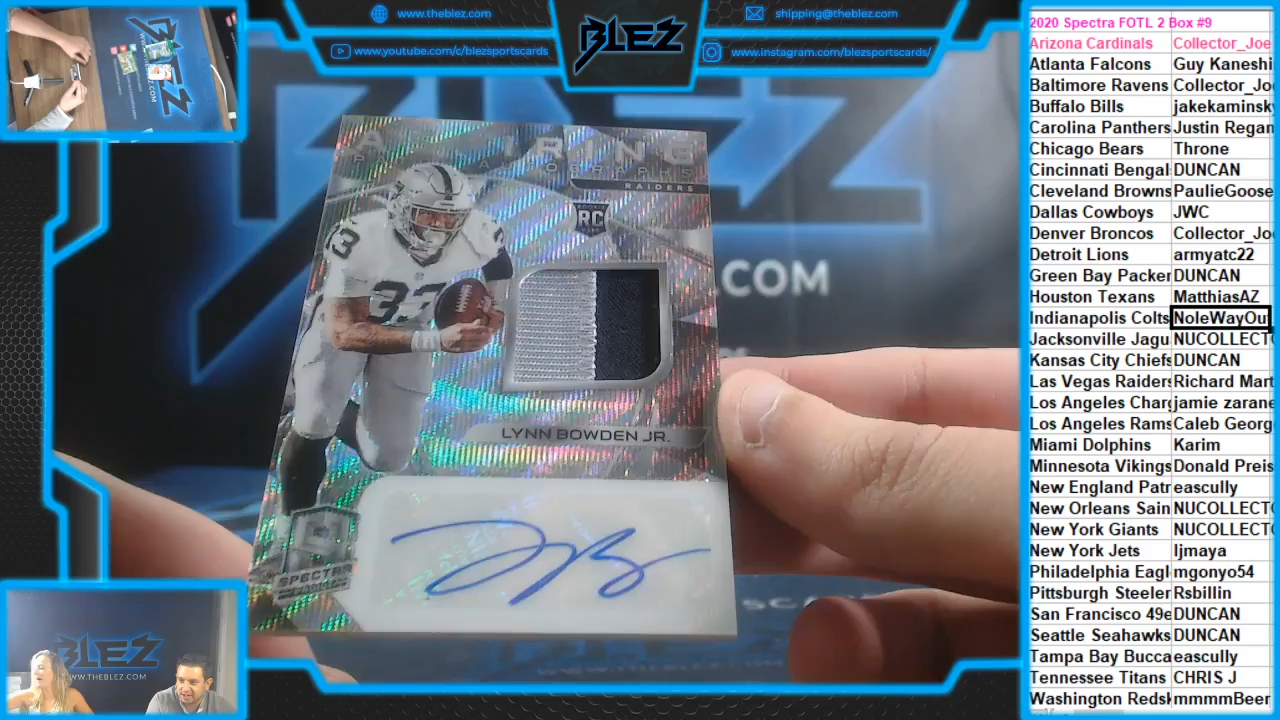 www.theblez.com
shipping@theblez.com
www.youtube.com/c/blezsportscards
www.instagram.com/blezsportscards/
BLEZ
.COM
RAIDERS
ROOKIE
RC
33
LYNN BOWDEN JR.
SPECTRA
BLEZ
WWW.THEBLEZ.COM
2020 Spectra FOTL 2 Box #9
Arizona Cardinals Collector_Joe
Atlanta Falcons Guy Kaneshi
Baltimore Ravens Collector_Joe
Buffalo Bills jakekaminsky
Carolina Panthers Justin Regan
Chicago Bears Throne
Cincinnati Bengal DUNCAN
Cleveland Browns PaulieGoose
Dallas Cowboys JWC
Denver Broncos Collector_Joe
Detroit Lions armyatc22
Green Bay Packer DUNCAN
Houston Texans MatthiasAZ
Indianapolis Colts NoleWayOu
Jacksonville Jagu NUCOLLECTO
Kansas City Chiefs DUNCAN
Las Vegas Raiders Richard Mart
Los Angeles Charg jamie zarane
Los Angeles Rams Caleb Georg
Miami Dolphins Karim
Minnesota Vikings Donald Preis
New England Patr eascully
New Orleans Sain NUCOLLECTO
New York Giants NUCOLLECTO
New York Jets ljmaya
Philadelphia Eagl mgonyo54
Pittsburgh Steeler Rsbillin
San Francisco 49e DUNCAN
Seattle Seahawks DUNCAN
Tampa Bay Bucca eascully
Tennessee Titans CHRIS J
Washington Redsk mmmmBeer